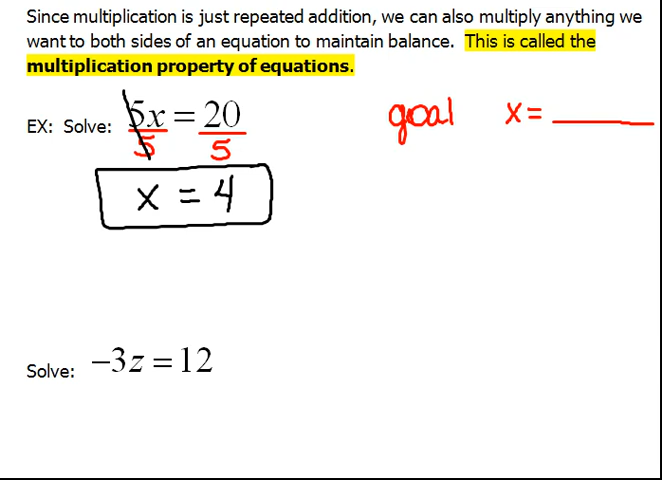 Since multiplication is just repeated addition, we can also multiply anything we
want to both sides of an equation to maintain balance. This is called the
multiplication property of equations.
EX: Solve: 5x = 20 goal x = ____
5 5
x = 4
Solve: −3z = 12